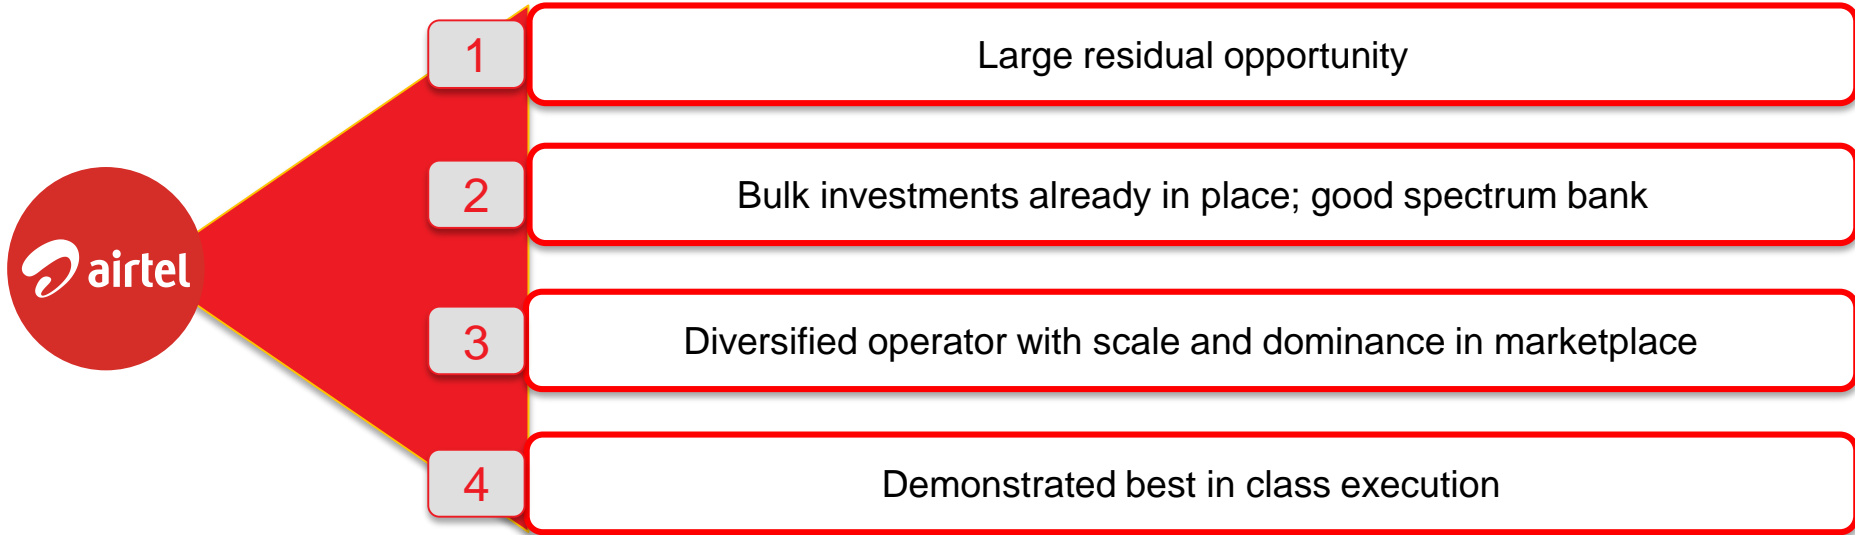 1
Large residual opportunity
2
Bulk investments already in place; good spectrum bank
airtel
3
Diversified operator with scale and dominance in marketplace
4
Demonstrated best in class execution